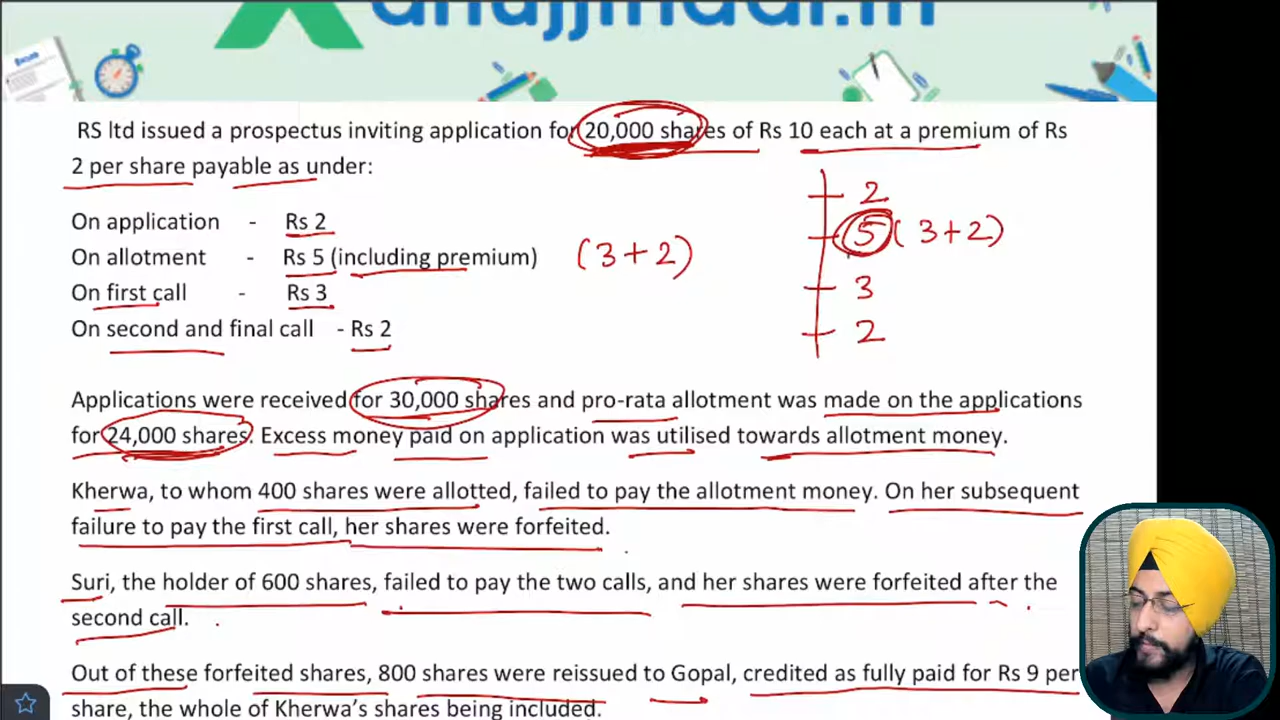 anujjindal.in
RS ltd issued a prospectus inviting application for 20,000 shares of Rs 10 each at a premium of Rs
2 per share payable as under:
2
On application - Rs 2
5 (3+2)
On allotment - Rs 5 (including premium) (3+2)
On first call - Rs 3
3
On second and final call - Rs 2
2
Applications were received for 30,000 shares and pro-rata allotment was made on the applications
for 24,000 shares. Excess money paid on application was utilised towards allotment money.
Kherwa, to whom 400 shares were allotted, failed to pay the allotment money. On her subsequent
failure to pay the first call, her shares were forfeited.
Suri, the holder of 600 shares, failed to pay the two calls, and her shares were forfeited after the
second call.
Out of these forfeited shares, 800 shares were reissued to Gopal, credited as fully paid for Rs 9 per
share, the whole of Kherwa's shares being included.